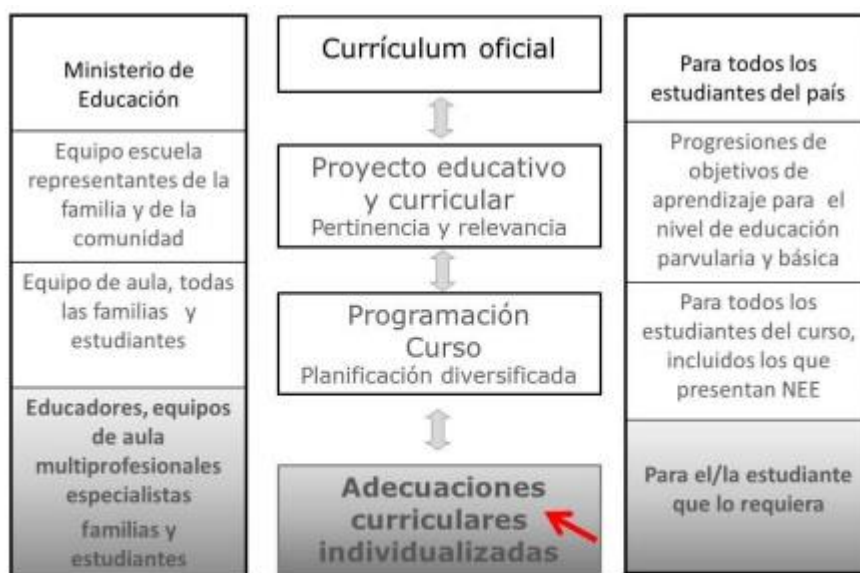 Ministerio de
Educación
Equipo escuela
representantes de la
familia y de la
comunidad
Equipo de aula, todas
las familias y
estudiantes
Educadores, equipos
de aula
multiprofesionales
especialistas
familias y
estudiantes
Currículum oficial
Proyecto educativo
y curricular
Pertinencia y relevancia
Programación
Curso
Planificación diversificada
Adecuaciones
curriculares
individualizadas
Para todos los
estudiantes del país
Progresiones de
objetivos de
aprendizaje para el
nivel de educación
parvularia y básica
Para todos los
estudiantes del curso,
incluidos los que
presentan NEE
Para el/la estudiante
que lo requiera